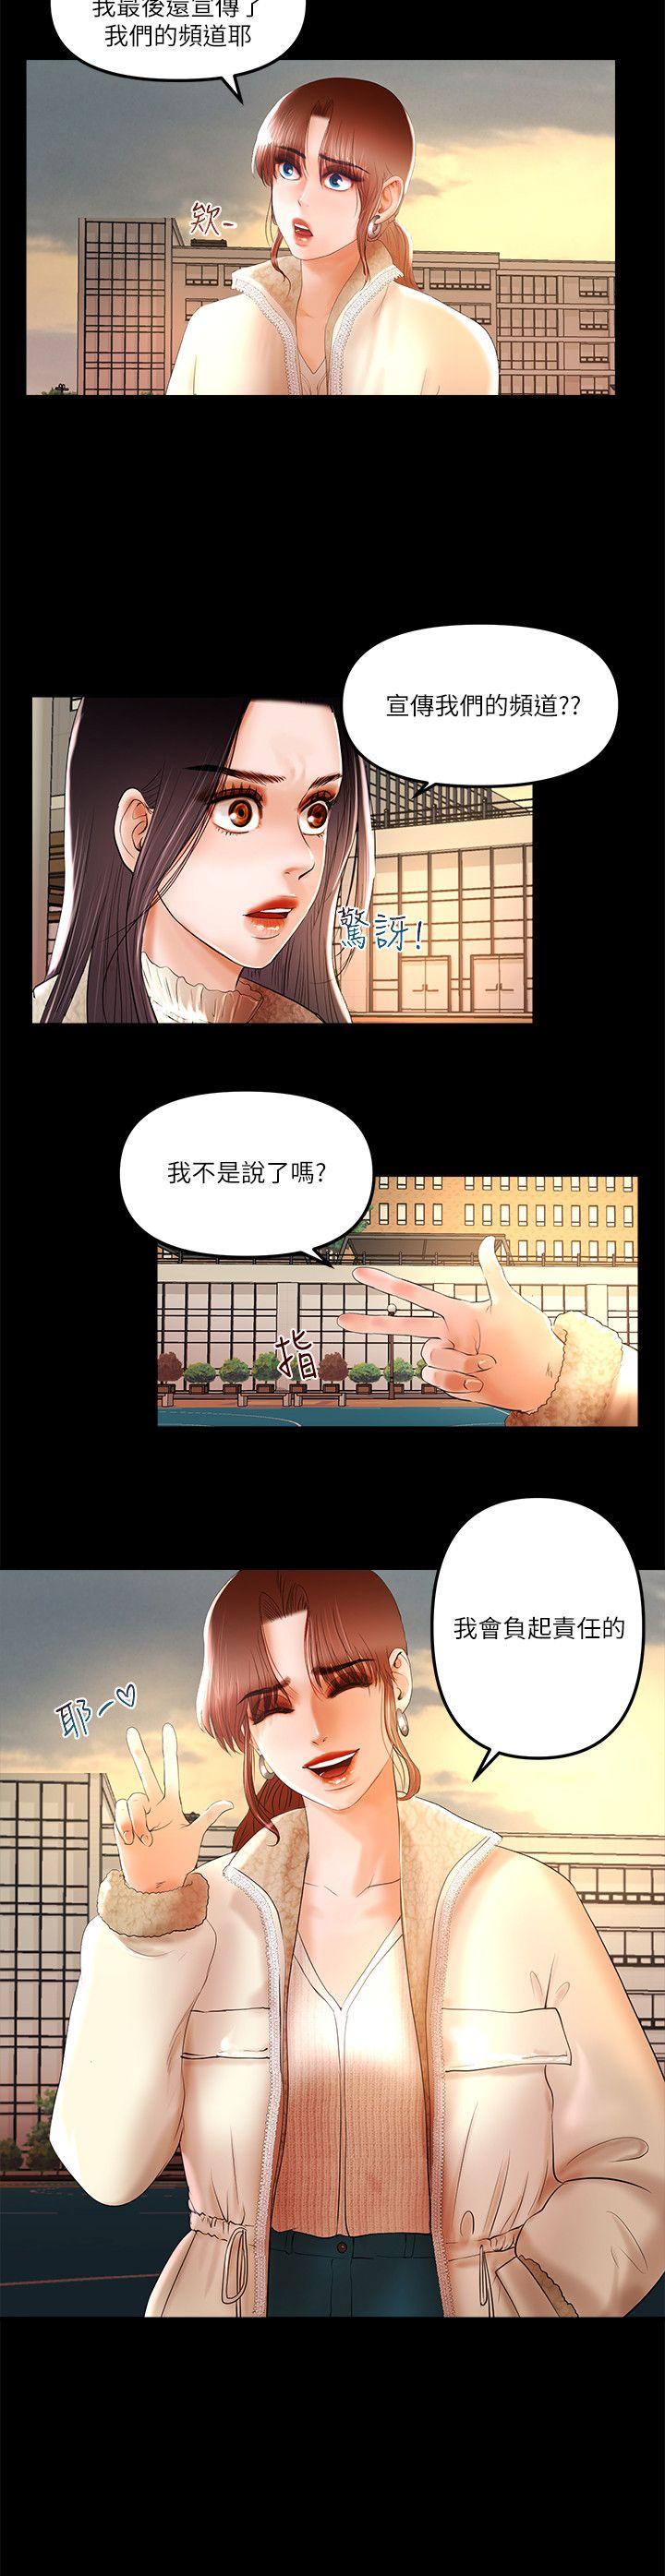 我最後還宣傳了
我們的頻道耶
欸~
宣傳我們的頻道??
驚訝!
我不是說了嗎?
指
我會負起責任的
耶~♡